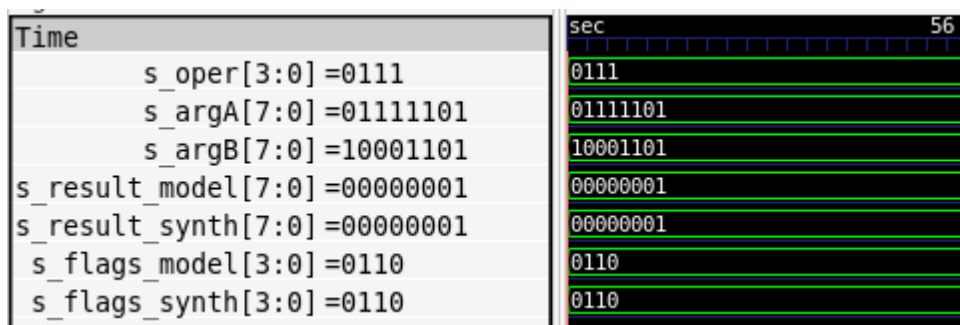 Time
sec 56
s_oper[3:0]=0111
0111
s_argA[7:0]=01111101
01111101
s_argB[7:0]=10001101
10001101
s_result_model[7:0]=00000001
00000001
s_result_synth[7:0]=00000001
00000001
s_flags_model[3:0]=0110
0110
s_flags_synth[3:0]=0110
0110